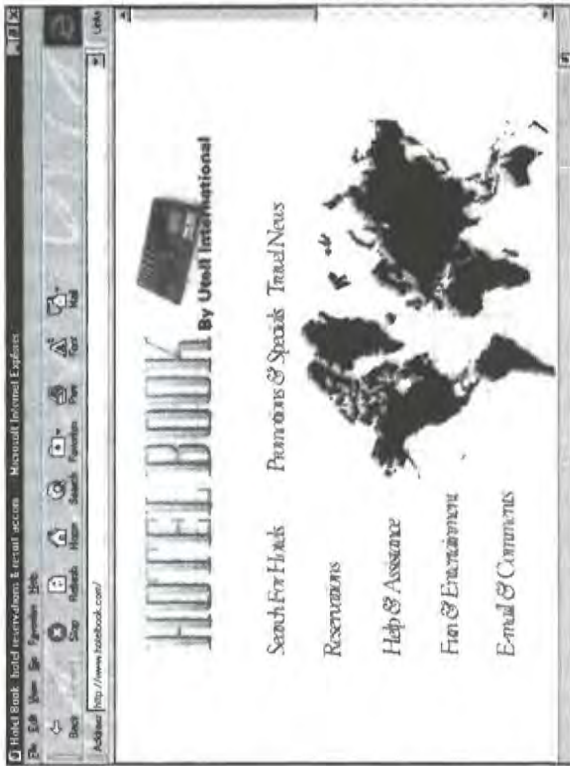 Hotel Book hotel reservations & travel accom Microsoft Internet Explorer
File Edit View Go Favorites Help
Back Stop Refresh Home Search Favorites Print Font Mail
Address http://www.hotelbook.com/ Links
HOTEL BOOK
By Utell International
Search For Hotels Promotions & Specials Travel News
Reservations
Help & Assistance
Fun & Entertainment
E-mail & Comments